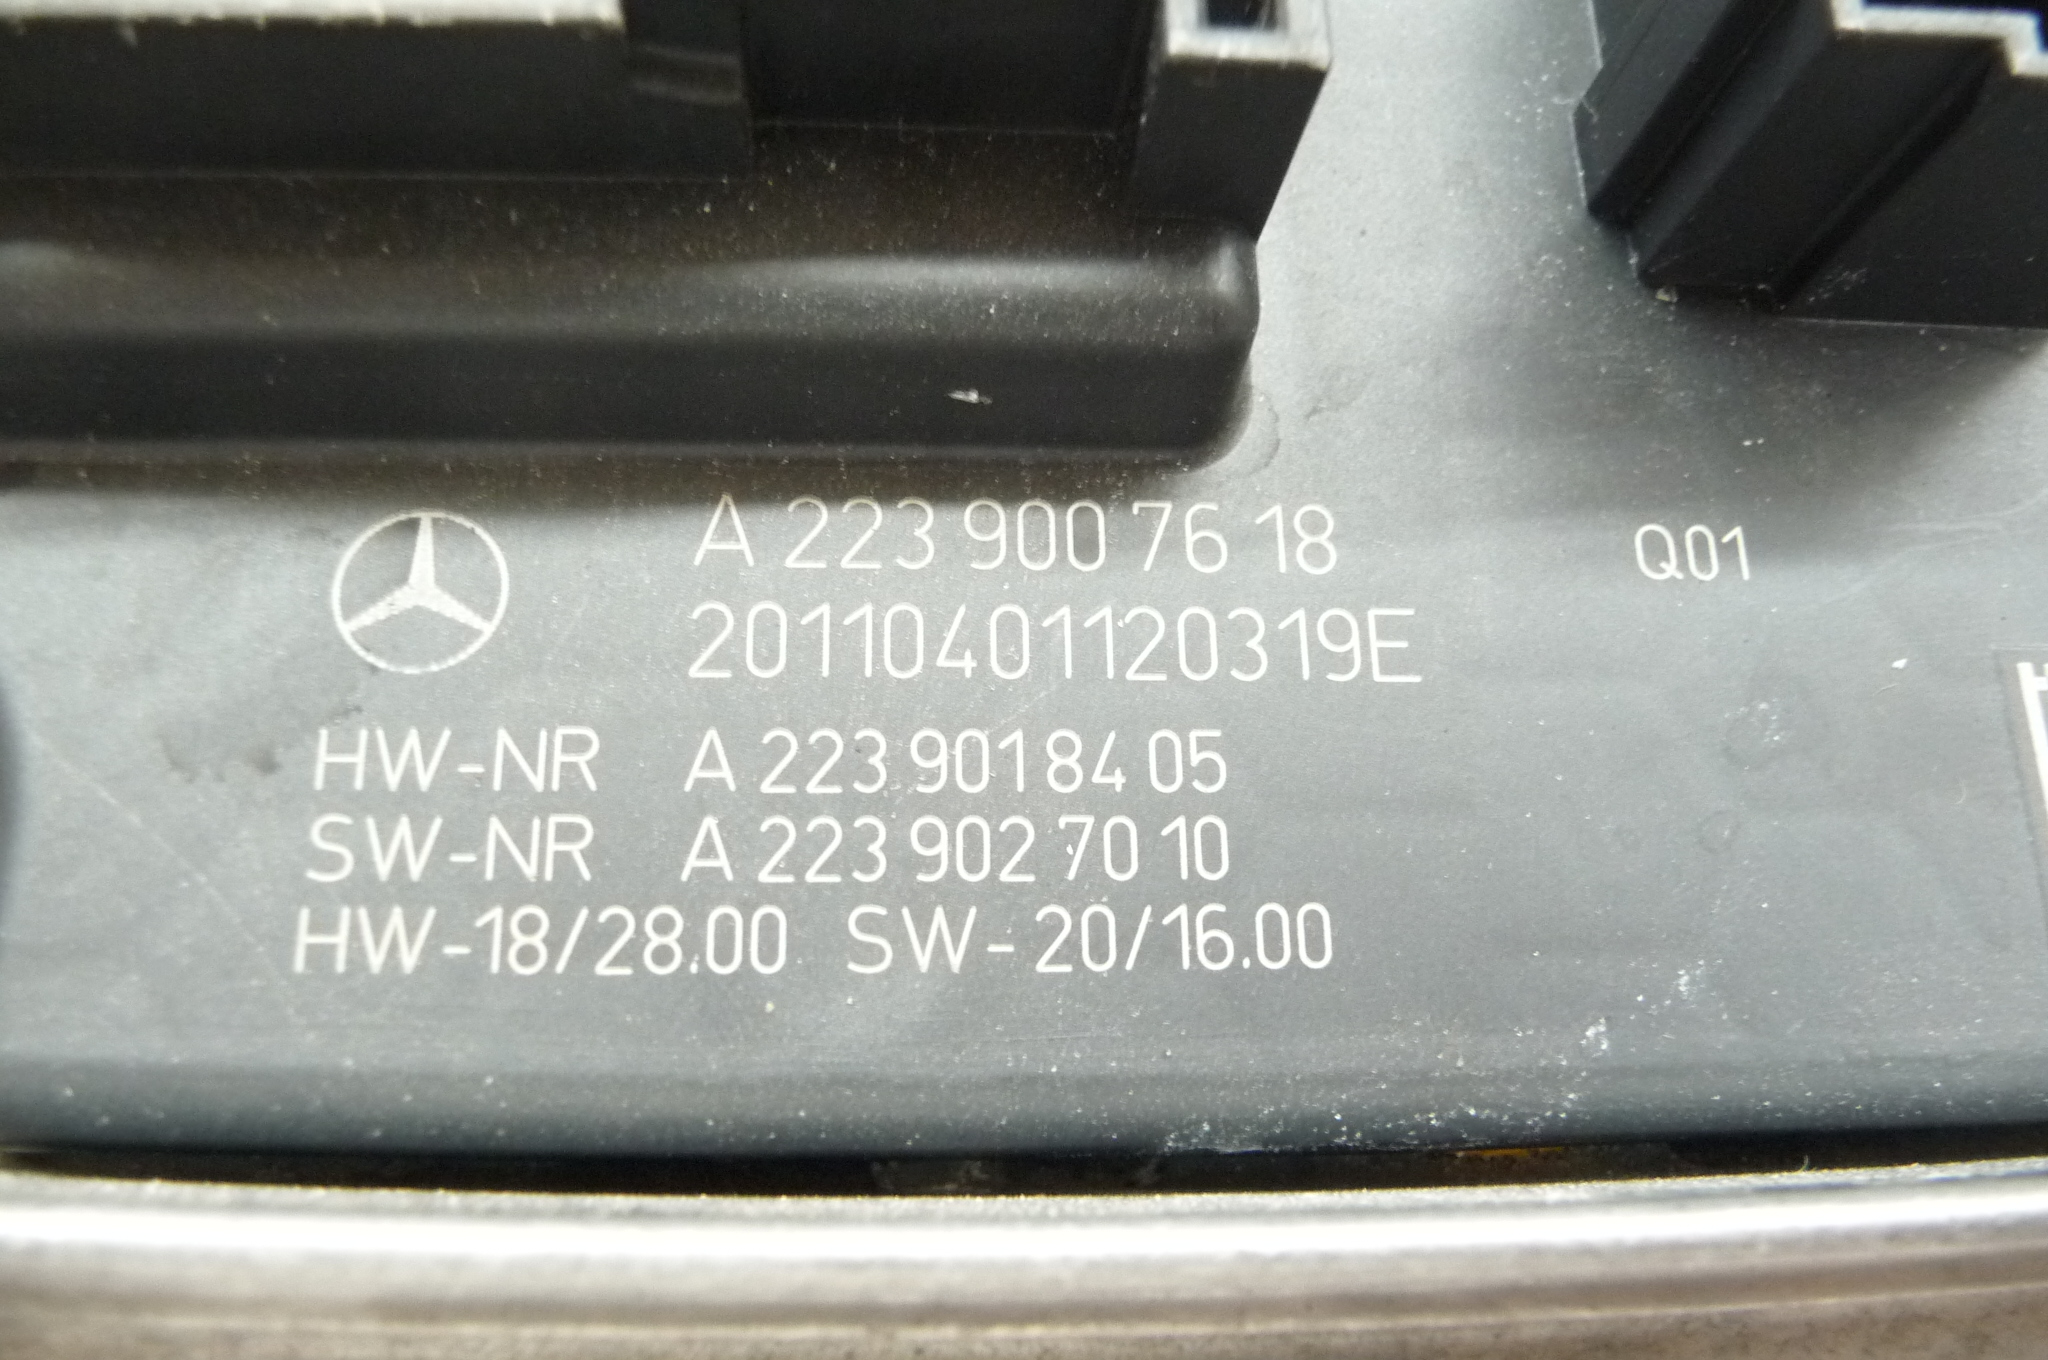 A 223 900 76 18 Q01
20110401120319E
HW-NR A 223 901 84 05
SW-NR A 223 902 70 10
HW-18/28.00 SW-20/16.00